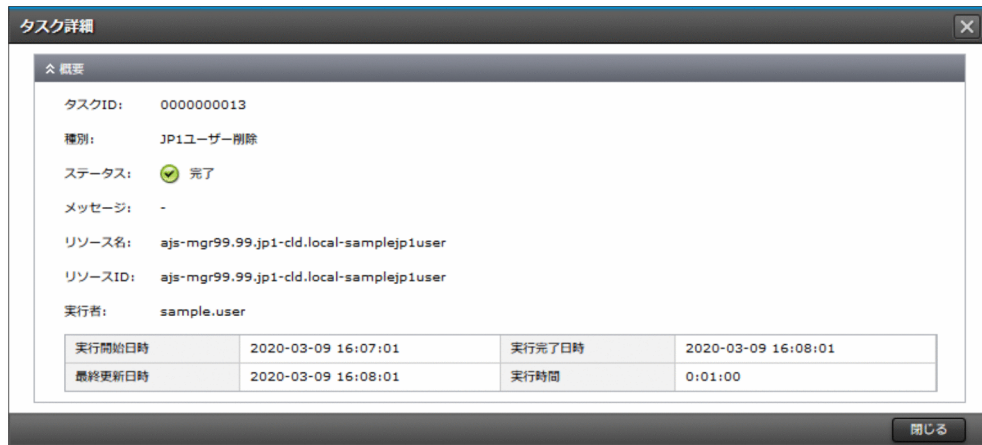 タスク詳細
概要
タスクID: 0000000013
種別: JP1ユーザー削除
ステータス: 完了
メッセージ: -
リソース名: ajs-mgr99.99.jp1-cld.local-samplejp1user
リソースID: ajs-mgr99.99.jp1-cld.local-samplejp1user
実行者: sample.user
実行開始日時 2020-03-09 16:07:01 実行完了日時 2020-03-09 16:08:01
最終更新日時 2020-03-09 16:08:01 実行時間 0:01:00
閉じる